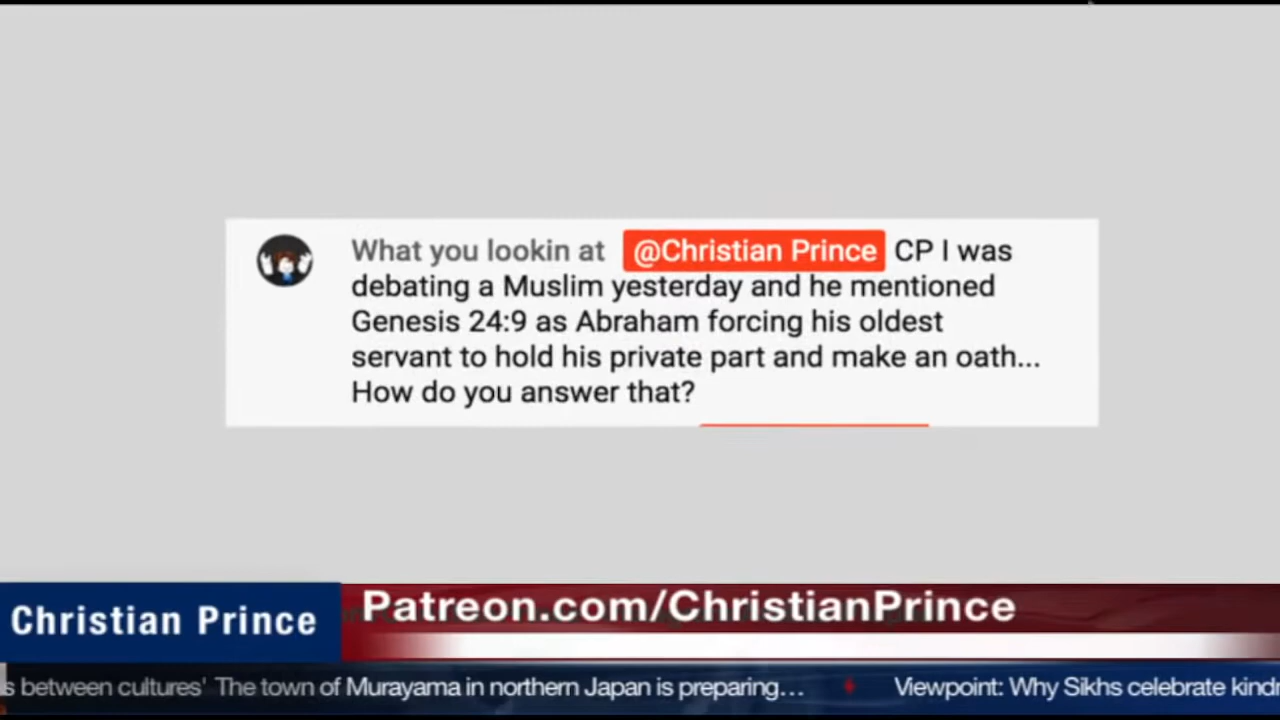 What you lookin at @Christian Prince CP I was
debating a Muslim yesterday and he mentioned
Genesis 24:9 as Abraham forcing his oldest
servant to hold his private part and make an oath...
How do you answer that?
Christian Prince
Patreon.com/ChristianPrince
s between cultures' The town of Murayama in northern Japan is preparing... Viewpoint: Why Sikhs celebrate kindr